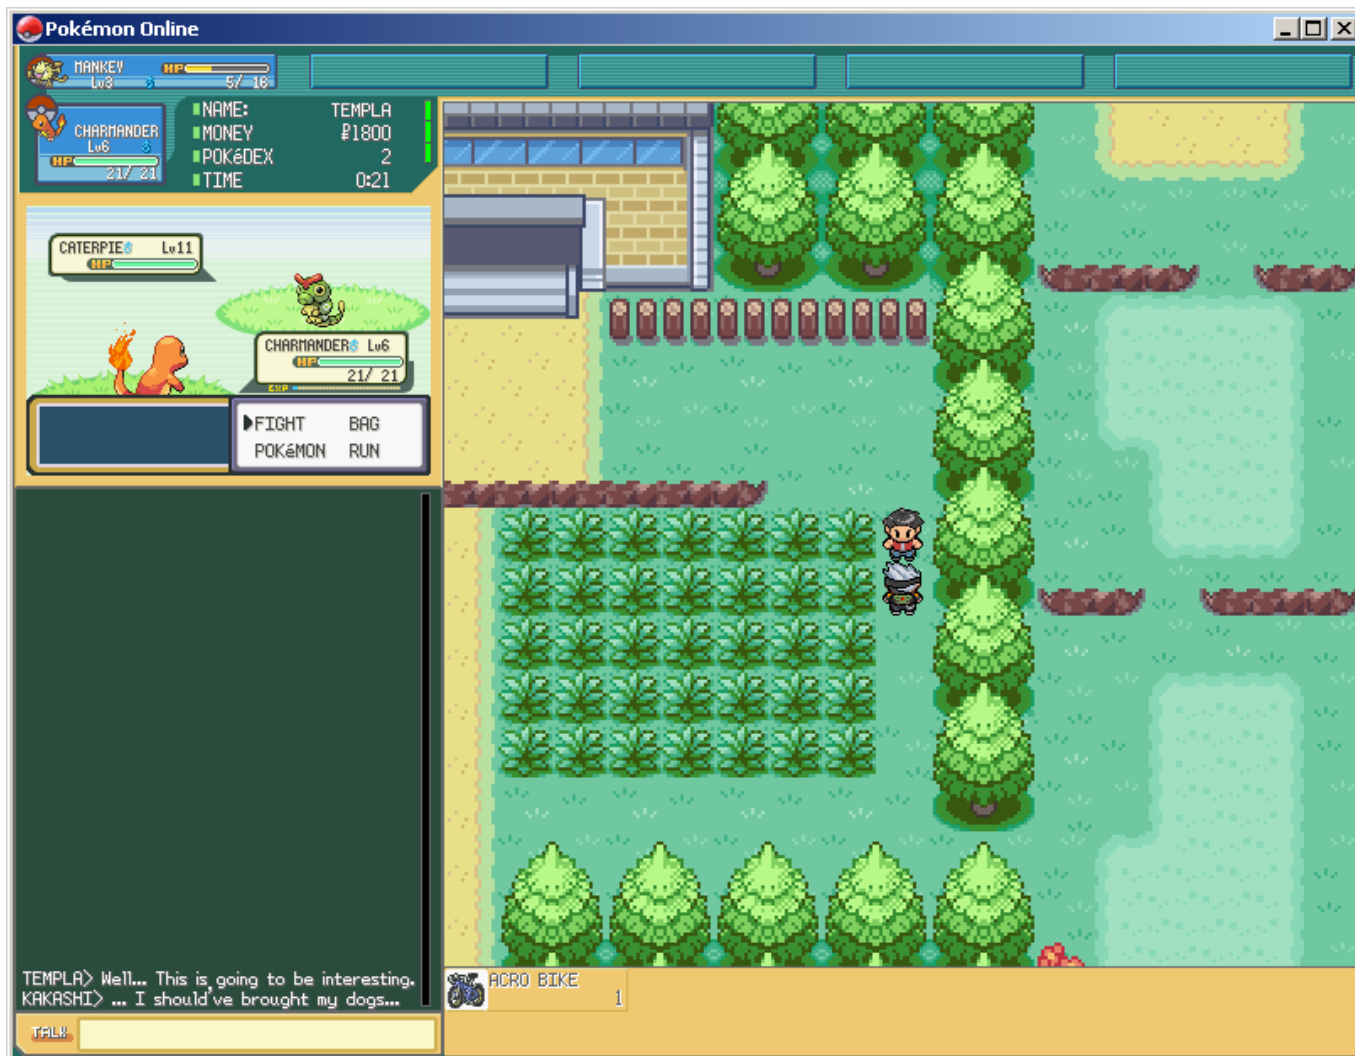 Pokémon Online
MANKEY HP
Lv3 5/ 16
CHARMANDER
Lv6
HP
21/ 21
NAME: TEMPLA
MONEY ₽1800
POKéDEX 2
TIME 0:21
CATERPIE♂ Lv11
HP
CHARMANDER♂ Lv6
HP
21/ 21
EXP
FIGHT BAG
POKéMON RUN
TEMPLA> Well... This is going to be interesting.
KAKASHI> ... I should've brought my dogs...
TALK
ACRO BIKE
1